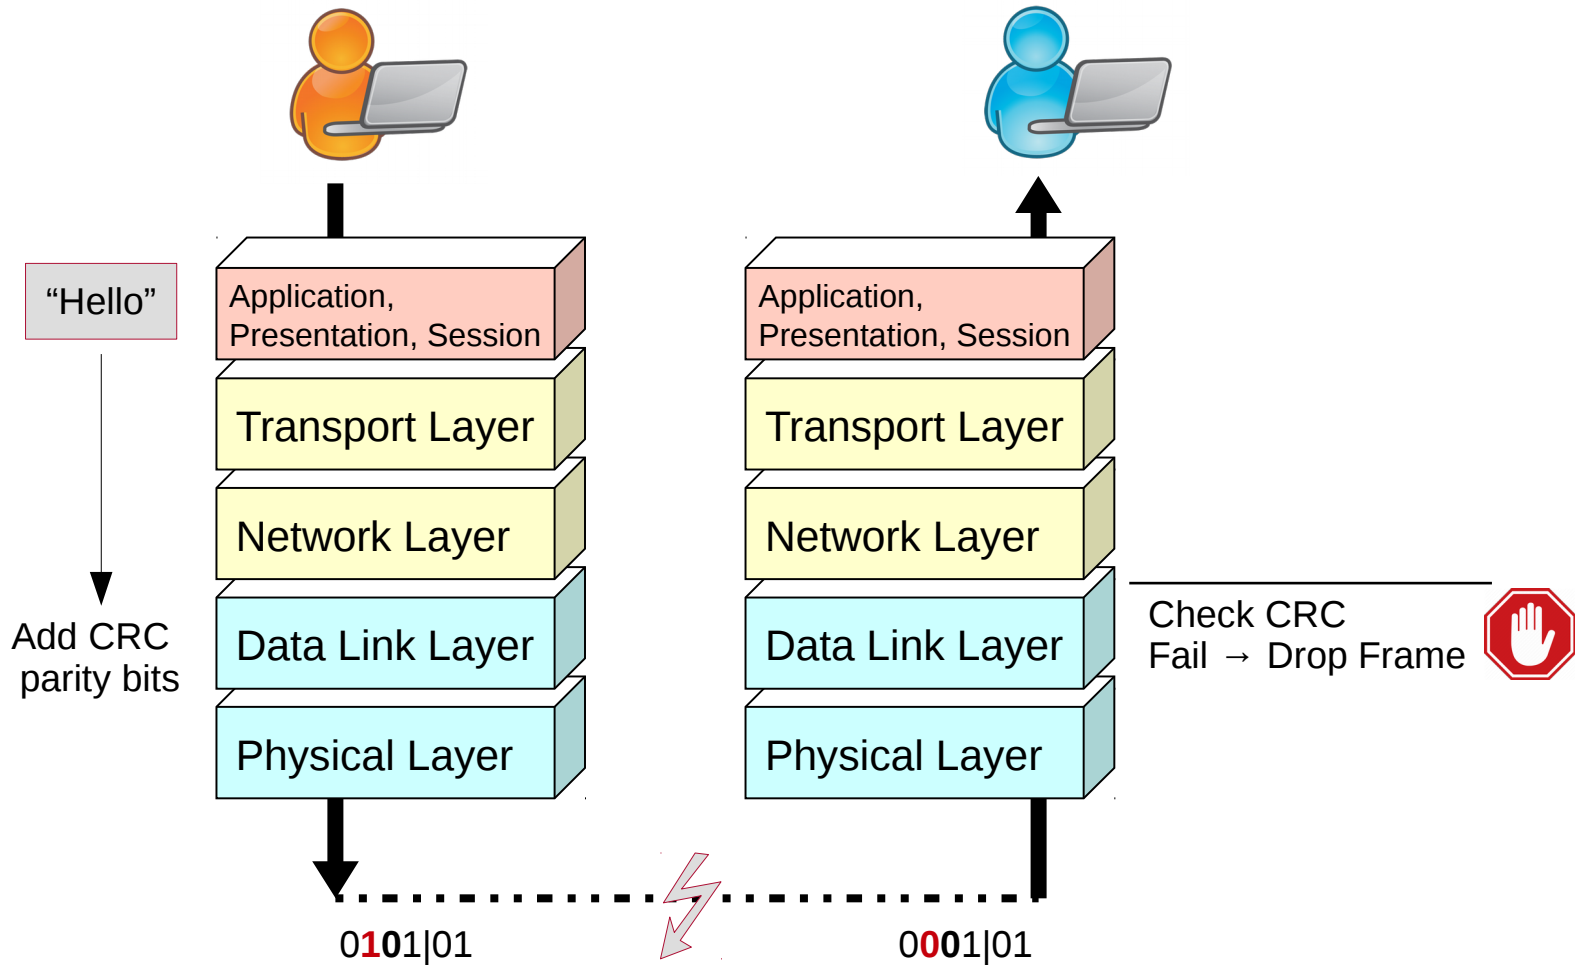 “Hello”
Add CRC
parity bits
Application,
Presentation, Session
Transport Layer
Network Layer
Data Link Layer
Physical Layer
0101|01
Application,
Presentation, Session
Transport Layer
Network Layer
Data Link Layer
Physical Layer
0001|01
Check CRC
Fail → Drop Frame